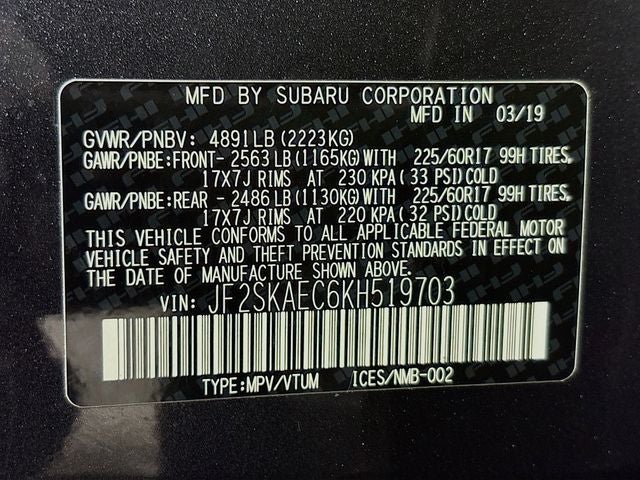 MFD BY SUBARU CORPORATION
MFD IN 03/19
GVWR/PNBV: 4891LB(2223KG)
GAWR/PNBE:FRONT- 2563LB(1165KG)WITH 225/60R17 99H TIRES,
17X7J RIMS AT 230 KPA(33 PSI)COLD
GAWR/PNBE:REAR - 2486LB(1130KG)WITH 225/60R17 99H TIRES,
17X7J RIMS AT 220 KPA(32 PSI)COLD
THIS VEHICLE CONFORMS TO ALL APPLICABLE FEDERAL MOTOR
VEHICLE SAFETY AND THEFT PREVENTION STANDARDS IN EFFECT ON
THE DATE OF MANUFACTURE SHOWN ABOVE.
VIN: JF2SKAEC6KH519703
TYPE:MPV/VTUM ICES/NMB-002